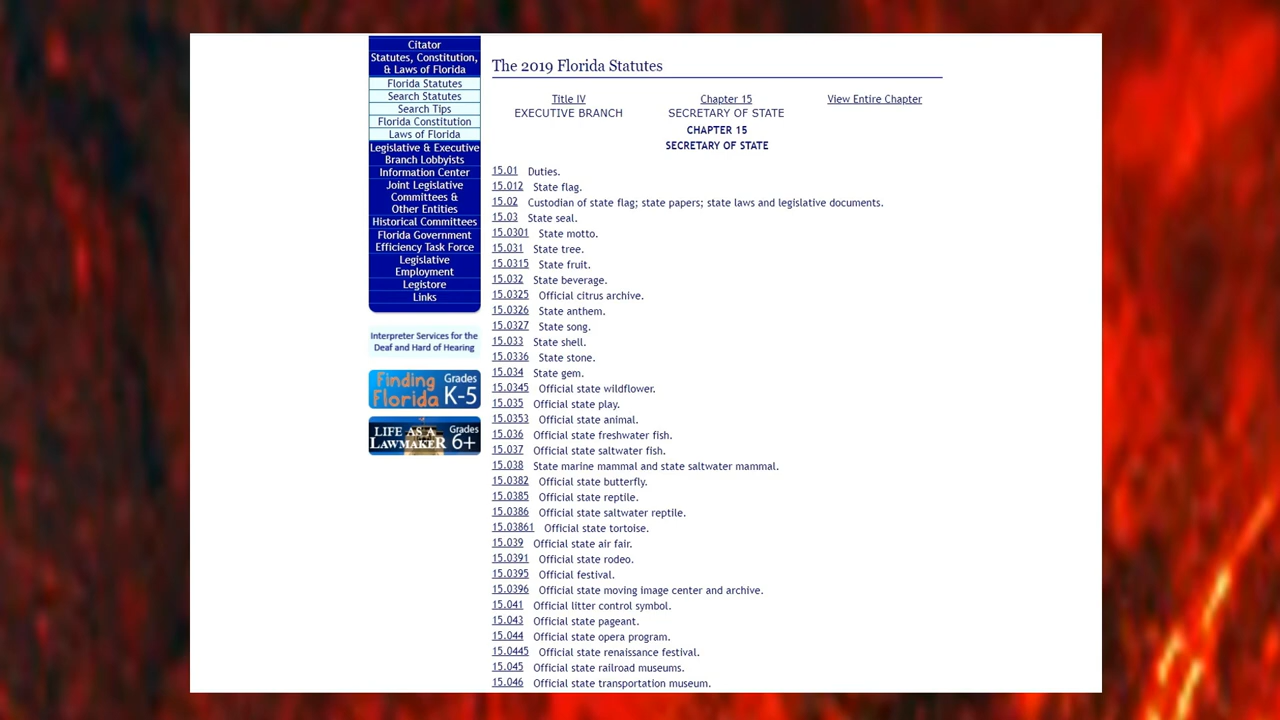 Citator
Statutes, Constitution,
& Laws of Florida
Florida Statutes
Search Statutes
Search Tips
Florida Constitution
Laws of Florida
Legislative & Executive
Branch Lobbyists
Information Center
Joint Legislative
Committees &
Other Entities
Historical Committees
Florida Government
Efficiency Task Force
Legislative
Employment
Legistore
Links
Interpreter Services for the
Deaf and Hard of Hearing
Finding Grades
Florida K-5
LIFE AS A Grades
LAWMAKER 6+
The 2019 Florida Statutes
Title IV Chapter 15 View Entire Chapter
EXECUTIVE BRANCH SECRETARY OF STATE
CHAPTER 15
SECRETARY OF STATE
15.01 Duties.
15.012 State flag.
15.02 Custodian of state flag; state papers; state laws and legislative documents.
15.03 State seal.
15.0301 State motto.
15.031 State tree.
15.0315 State fruit.
15.032 State beverage.
15.0325 Official citrus archive.
15.0326 State anthem.
15.0327 State song.
15.033 State shell.
15.0336 State stone.
15.034 State gem.
15.0345 Official state wildflower.
15.035 Official state play.
15.0353 Official state animal.
15.036 Official state freshwater fish.
15.037 Official state saltwater fish.
15.038 State marine mammal and state saltwater mammal.
15.0382 Official state butterfly.
15.0385 Official state reptile.
15.0386 Official state saltwater reptile.
15.03861 Official state tortoise.
15.039 Official state air fair.
15.0391 Official state rodeo.
15.0395 Official festival.
15.0396 Official state moving image center and archive.
15.041 Official litter control symbol.
15.043 Official state pageant.
15.044 Official state opera program.
15.0445 Official state renaissance festival.
15.045 Official state railroad museums.
15.046 Official state transportation museum.